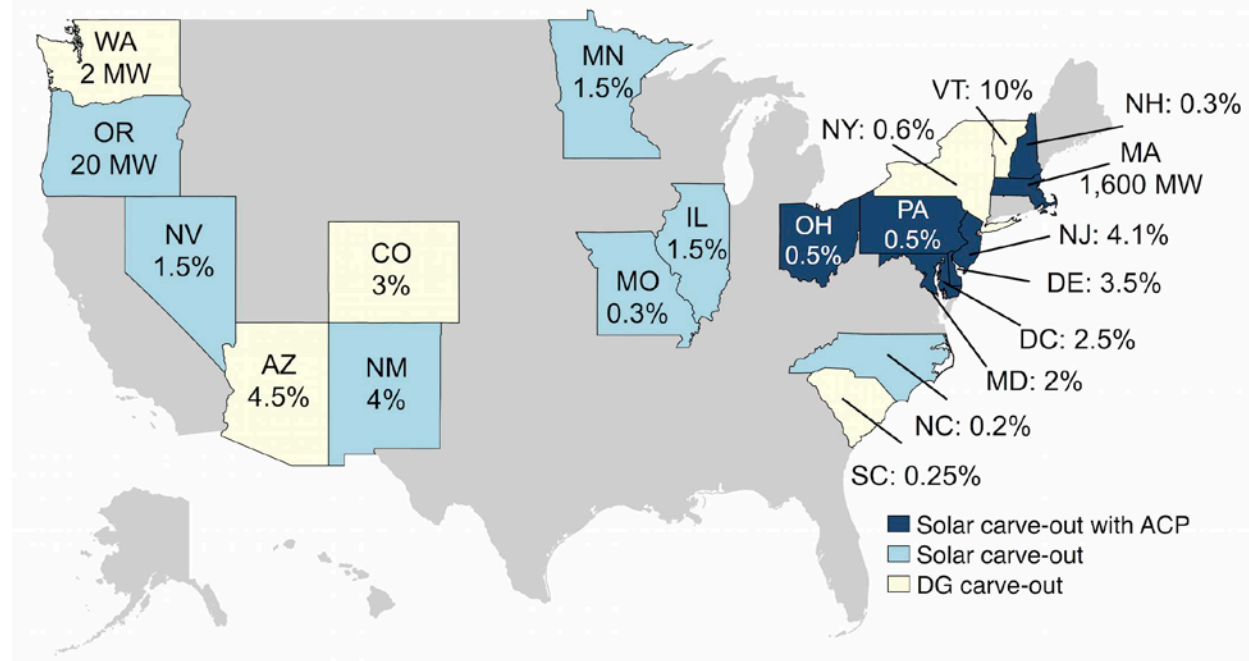 WA
2 MW
OR
20 MW
NV
1.5%
AZ
4.5%
CO
3%
NM
4%
MN
1.5%
IL
1.5%
MO
0.3%
OH
0.5%
PA
0.5%
NY: 0.6%
VT: 10%
NH: 0.3%
MA
1,600 MW
NJ: 4.1%
DE: 3.5%
DC: 2.5%
MD: 2%
NC: 0.2%
SC: 0.25%
Solar carve-out with ACP
Solar carve-out
DG carve-out